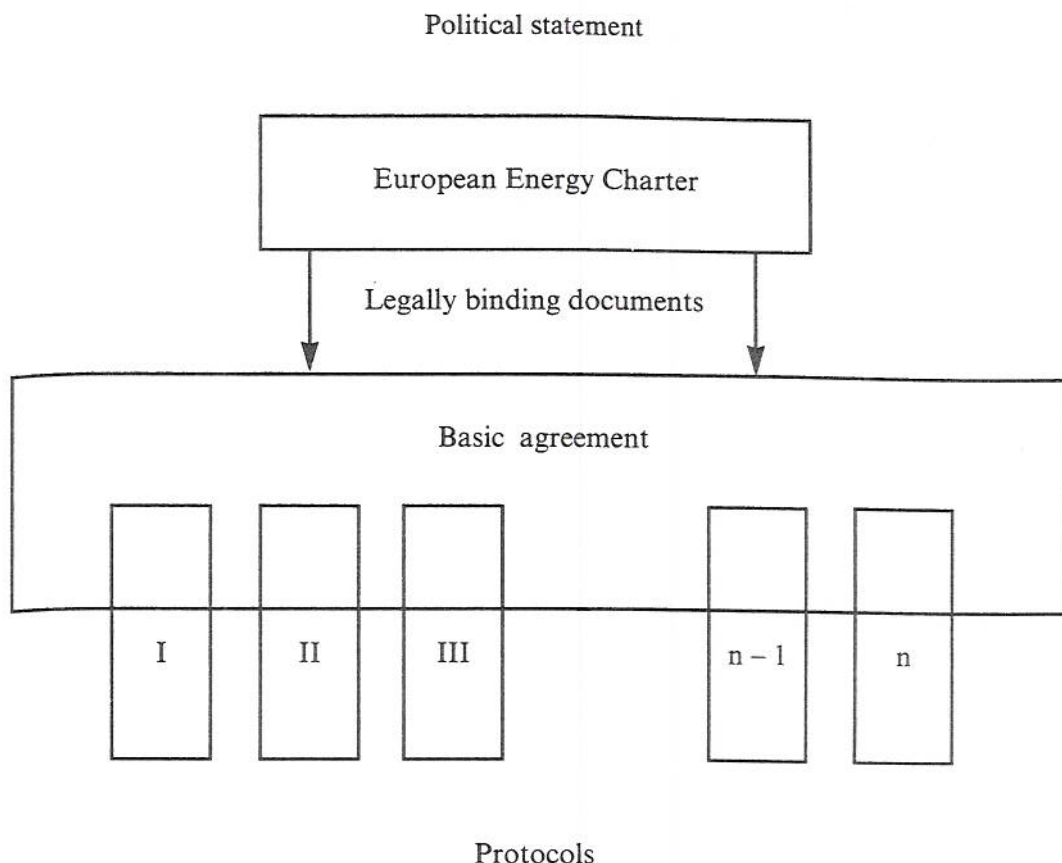 Political statement
European Energy Charter
Legally binding documents
Basic agreement
I II III n – 1 n
Protocols